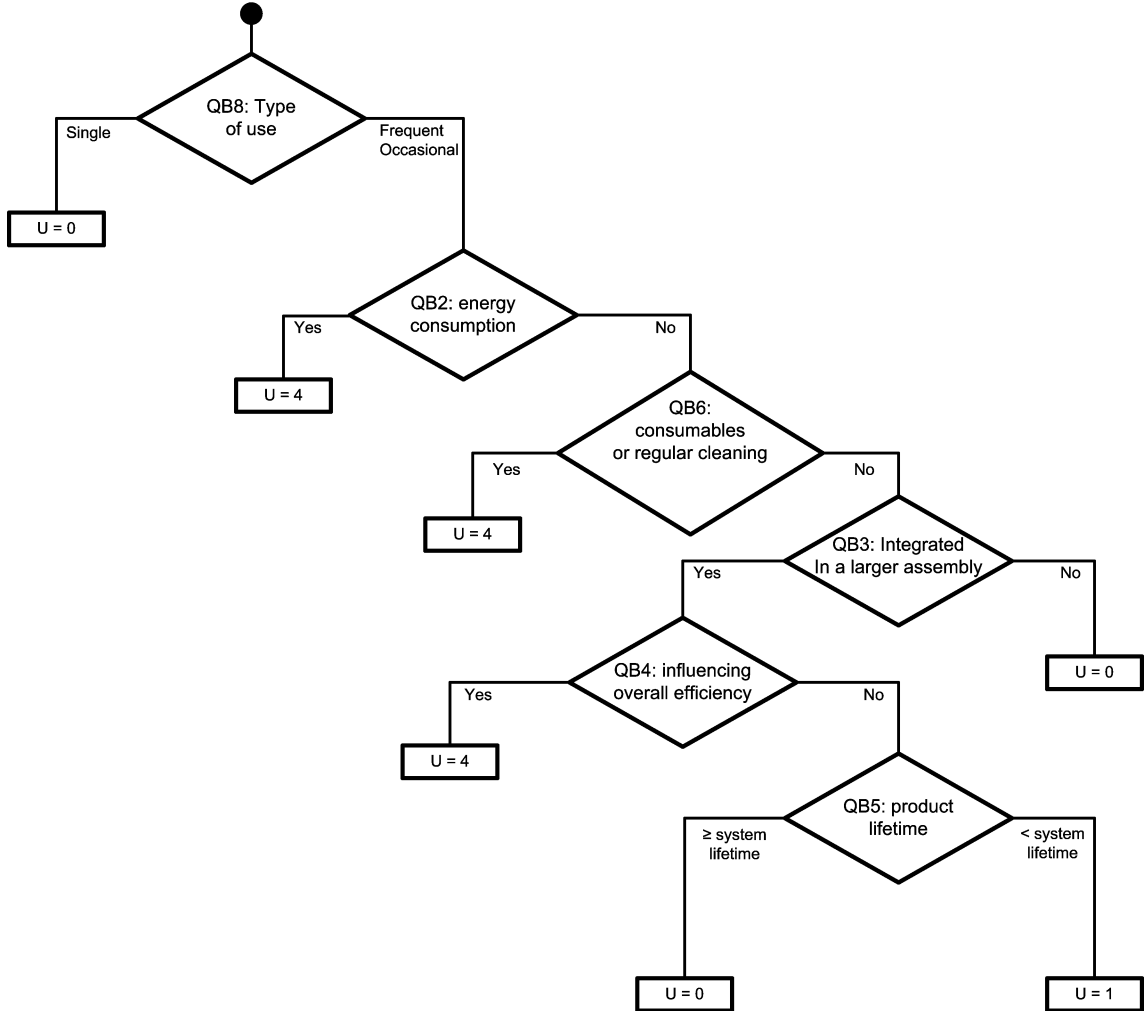 QB8: Type
of use
Single
Frequent
Occasional
U = 0
QB2: energy
consumption
Yes
No
U = 4
QB6:
consumables
or regular cleaning
Yes
No
U = 4
QB3: Integrated
In a larger assembly
Yes
No
U = 0
QB4: influencing
overall efficiency
Yes
No
U = 4
QB5: product
lifetime
≥ system
lifetime
< system
lifetime
U = 0
U = 1